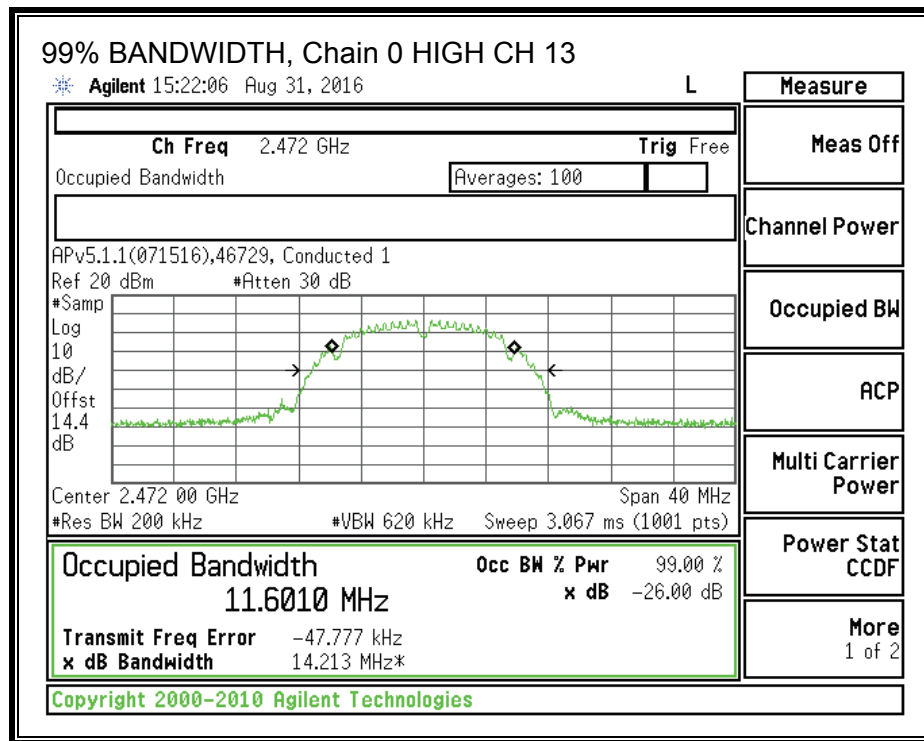 99% BANDWIDTH, Chain 0 HIGH CH 13
Agilent 15:22:06 Aug 31, 2016 L
Measure
Ch Freq 2.472 GHz Trig Free
Meas Off
Occupied Bandwidth Averages: 100
Channel Power
APv5.1.1(071516),46729, Conducted 1
Ref 20 dBm #Atten 30 dB
#Samp
Log
10
dB/
Offst
14.4
dB
Occupied BW
ACP
Multi Carrier
Power
Center 2.472 00 GHz Span 40 MHz
#Res BW 200 kHz #VBW 620 kHz Sweep 3.067 ms (1001 pts)
Power Stat
CCDF
Occupied Bandwidth Occ BW % Pwr 99.00 %
11.6010 MHz x dB -26.00 dB
Transmit Freq Error -47.777 kHz
x dB Bandwidth 14.213 MHz*
More
1 of 2
Copyright 2000-2010 Agilent Technologies